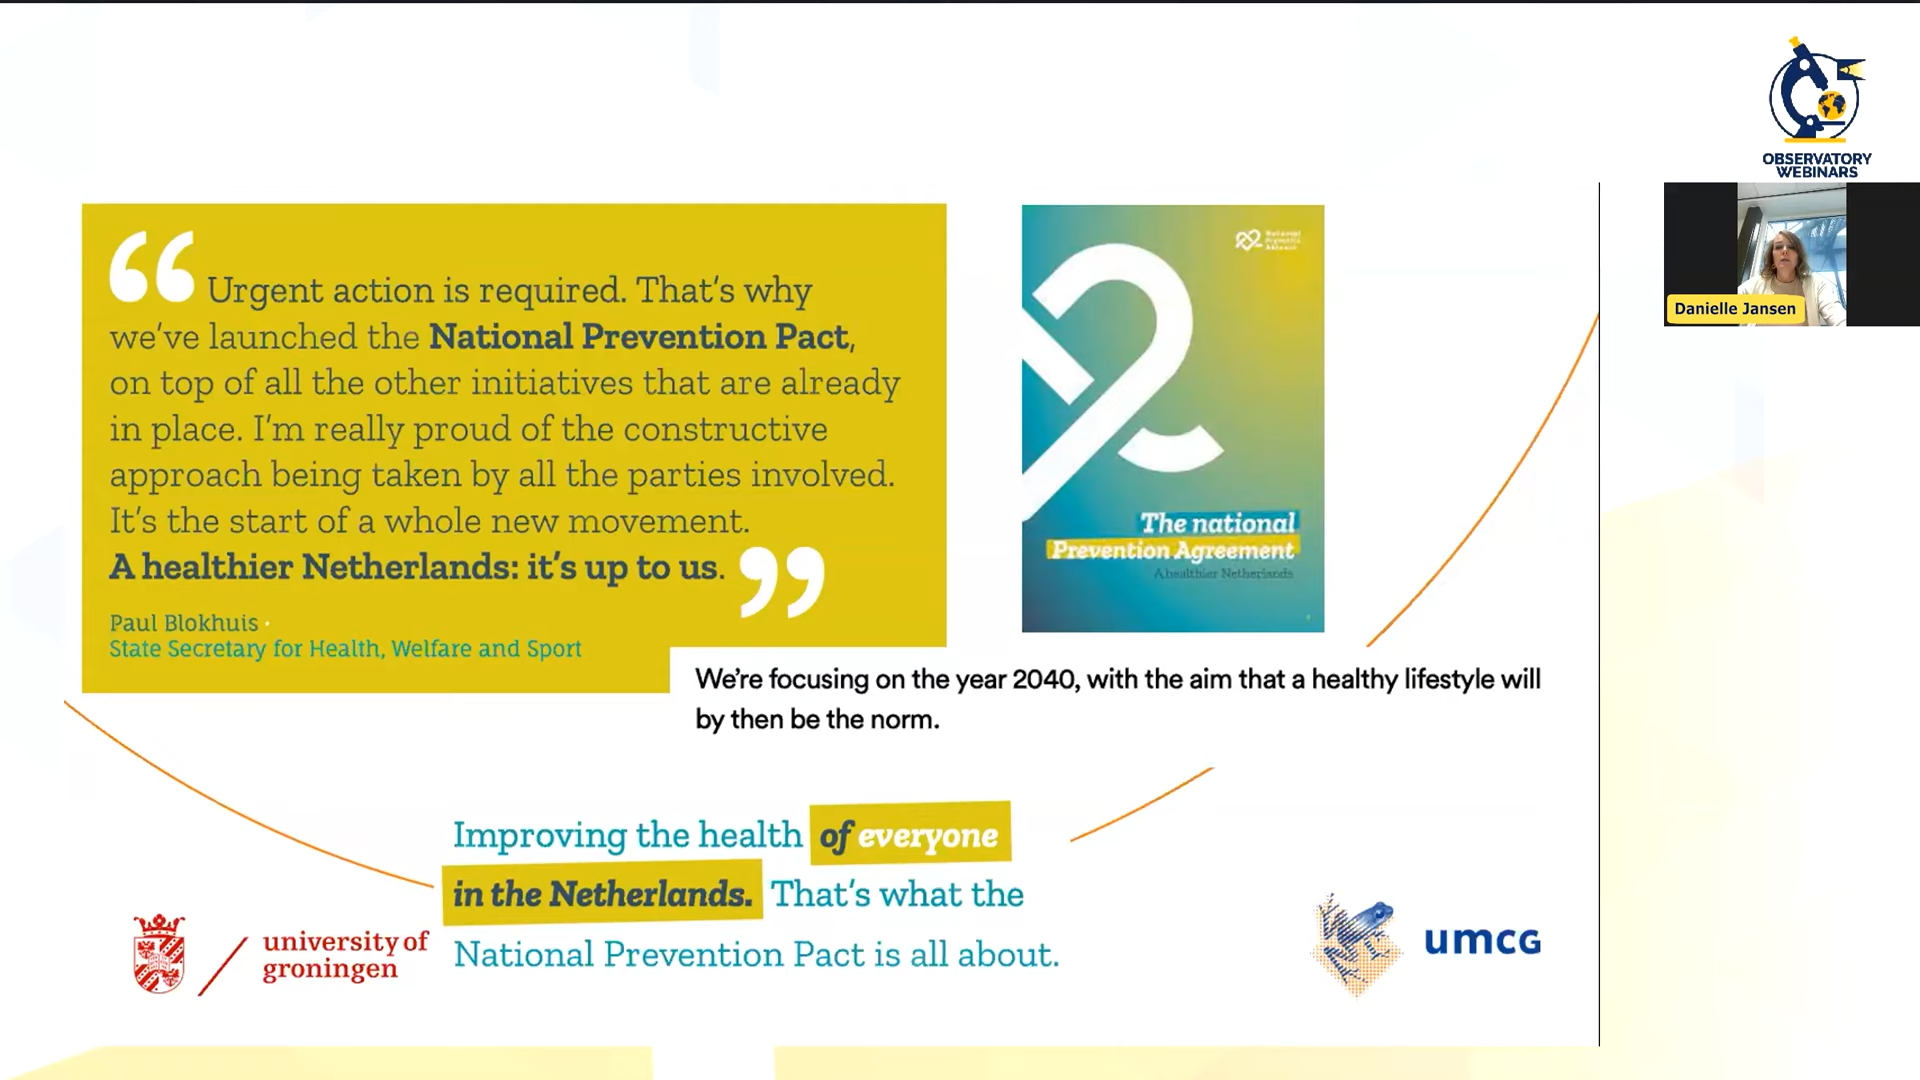 OBSERVATORY
WEBINARS
Danielle Jansen
“ Urgent action is required. That’s why
we’ve launched the National Prevention Pact,
on top of all the other initiatives that are already
in place. I’m really proud of the constructive
approach being taken by all the parties involved.
It’s the start of a whole new movement.
A healthier Netherlands: it’s up to us. ”
Paul Blokhuis
State Secretary for Health, Welfare and Sport
The national
Prevention Agreement
A healthier Netherlands
We’re focusing on the year 2040, with the aim that a healthy lifestyle will
by then be the norm.
Improving the health of everyone
in the Netherlands. That’s what the
National Prevention Pact is all about.
university of
groningen
umcg